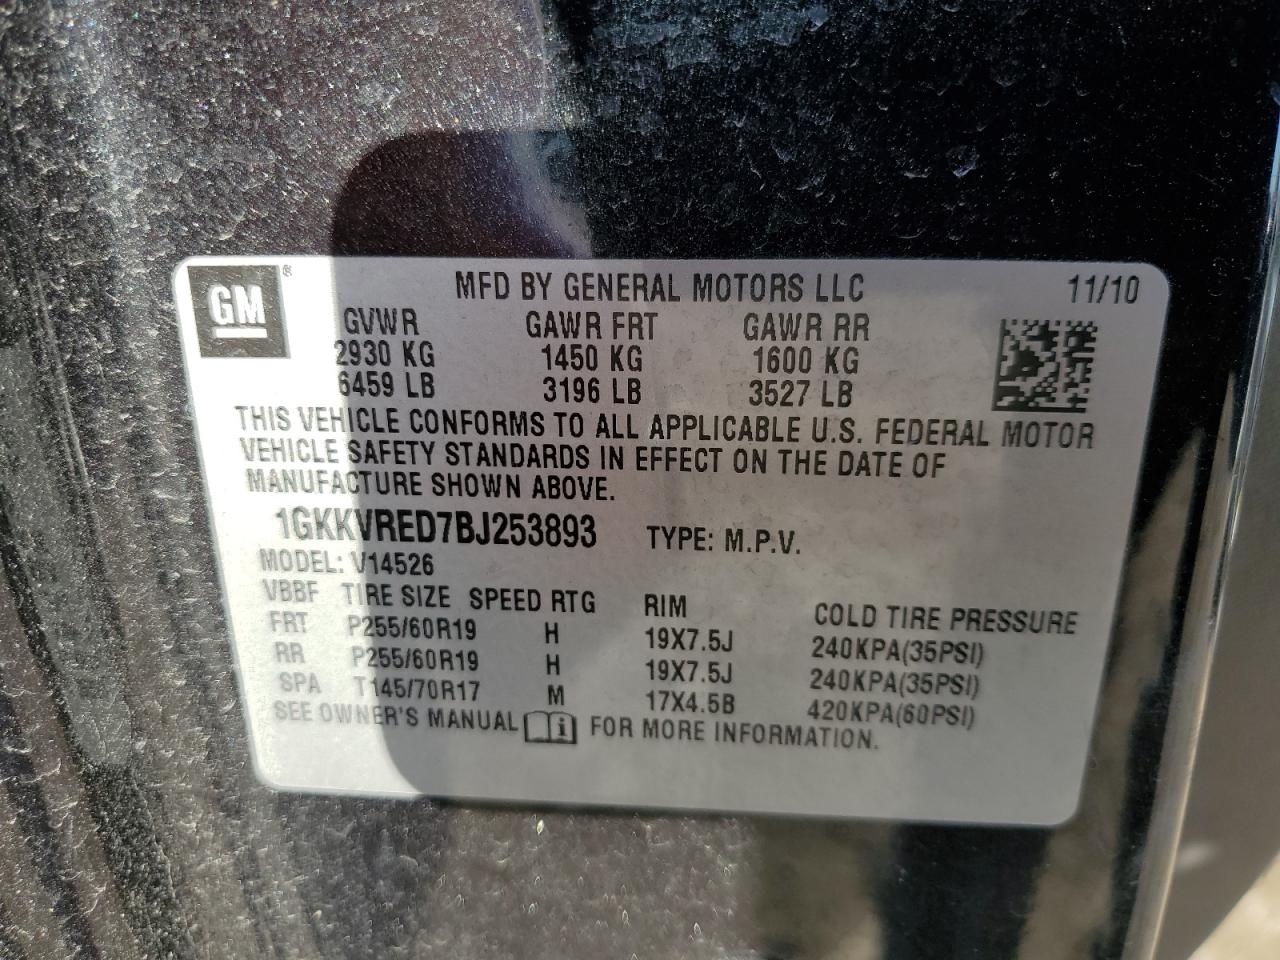 GM ® MFD BY GENERAL MOTORS LLC 11/10
GVWR GAWR FRT GAWR RR
2930 KG 1450 KG 1600 KG
6459 LB 3196 LB 3527 LB
THIS VEHICLE CONFORMS TO ALL APPLICABLE U.S. FEDERAL MOTOR
VEHICLE SAFETY STANDARDS IN EFFECT ON THE DATE OF
MANUFACTURE SHOWN ABOVE.
1GKKVRED7BJ253893 TYPE: M.P.V.
MODEL: V14526
VBBF TIRE SIZE SPEED RTG RIM COLD TIRE PRESSURE
FRT P255/60R19 H 19X7.5J 240KPA(35PSI)
RR P255/60R19 H 19X7.5J 240KPA(35PSI)
SPA T145/70R17 M 17X4.5B 420KPA(60PSI)
SEE OWNER'S MANUAL i FOR MORE INFORMATION.